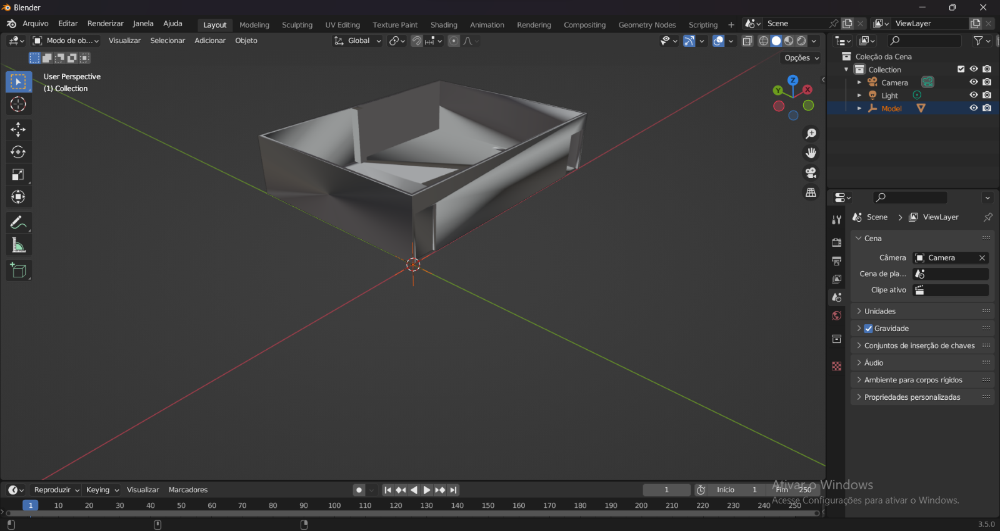 Blender
Arquivo Editar Renderizar Janela Ajuda Layout Modeling Sculpting UV Editing Texture Paint Shading Animation Rendering Compositing Geometry Nodes Scripting + Scene ViewLayer
Modo de ob... Visualizar Selecionar Adicionar Objeto Global
Opções
User Perspective
(1) Collection
Z
Y
X
Coleção da Cena
Collection
Camera
Light
Model
Scene > ViewLayer
Cena
Câmera Camera
Cena de pla...
Clipe ativo
Unidades
Gravidade
Conjuntos de inserção de chaves
Áudio
Ambiente para corpos rígidos
Propriedades personalizadas
Reproduzir Keying Visualizar Marcadores 1 Início 1 Fim 250
Ativar o Windows
Acesse Configurações para ativar o Windows.
1 10 20 30 40 50 60 70 80 90 100 110 120 130 140 150 160 170 180 190 200 210 220 230 240 250
3.5.0